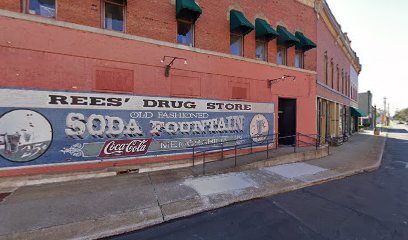 REES' DRUG STORE
OLD FASHIONED
SODA FOUNTAIN
Coca-Cola